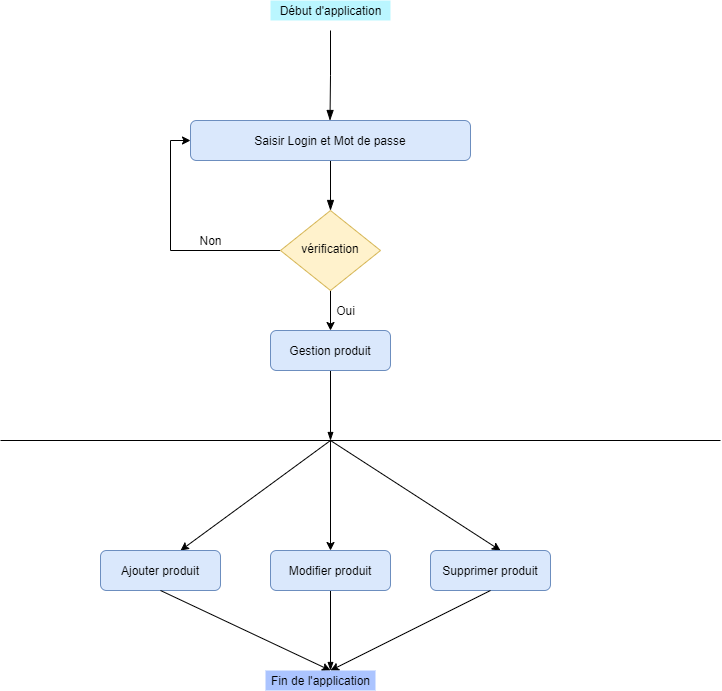 Début d'application
Saisir Login et Mot de passe
Non
vérification
Oui
Gestion produit
Ajouter produit
Modifier produit
Supprimer produit
Fin de l'application